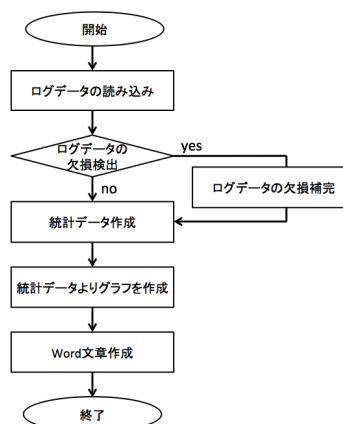 開始
ログデータの読み込み
ログデータの
欠損検出
yes
ログデータの欠損補完
no
統計データ作成
統計データよりグラフを作成
Word文章作成
終了